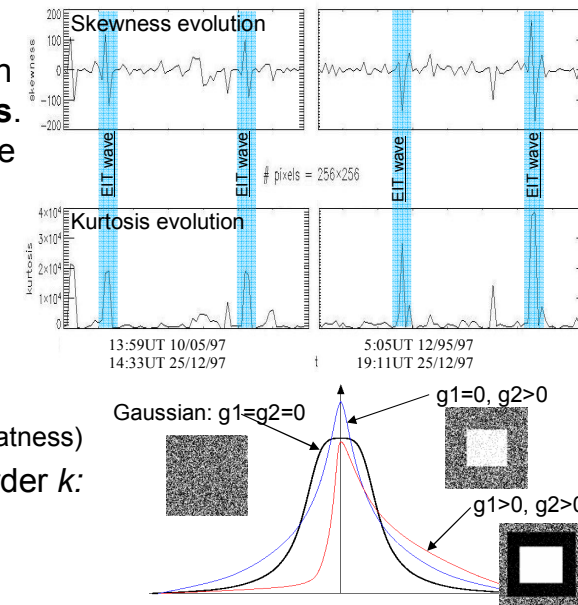 Skewness evolution
200
100
0
-100
-200
skewness
s.
e
EIT wave
EIT wave
EIT wave
EIT wave
# pixels = 256×256
Kurtosis evolution
4×10⁴
3×10⁴
2×10⁴
1×10⁴
0
kurtosis
13:59UT 10/05/97
5:05UT 12/95/97
14:33UT 25/12/97
t
19:11UT 25/12/97
g1=0, g2>0
Gaussian: g1=g2=0
atness)
rder k:
g1>0, g2>0